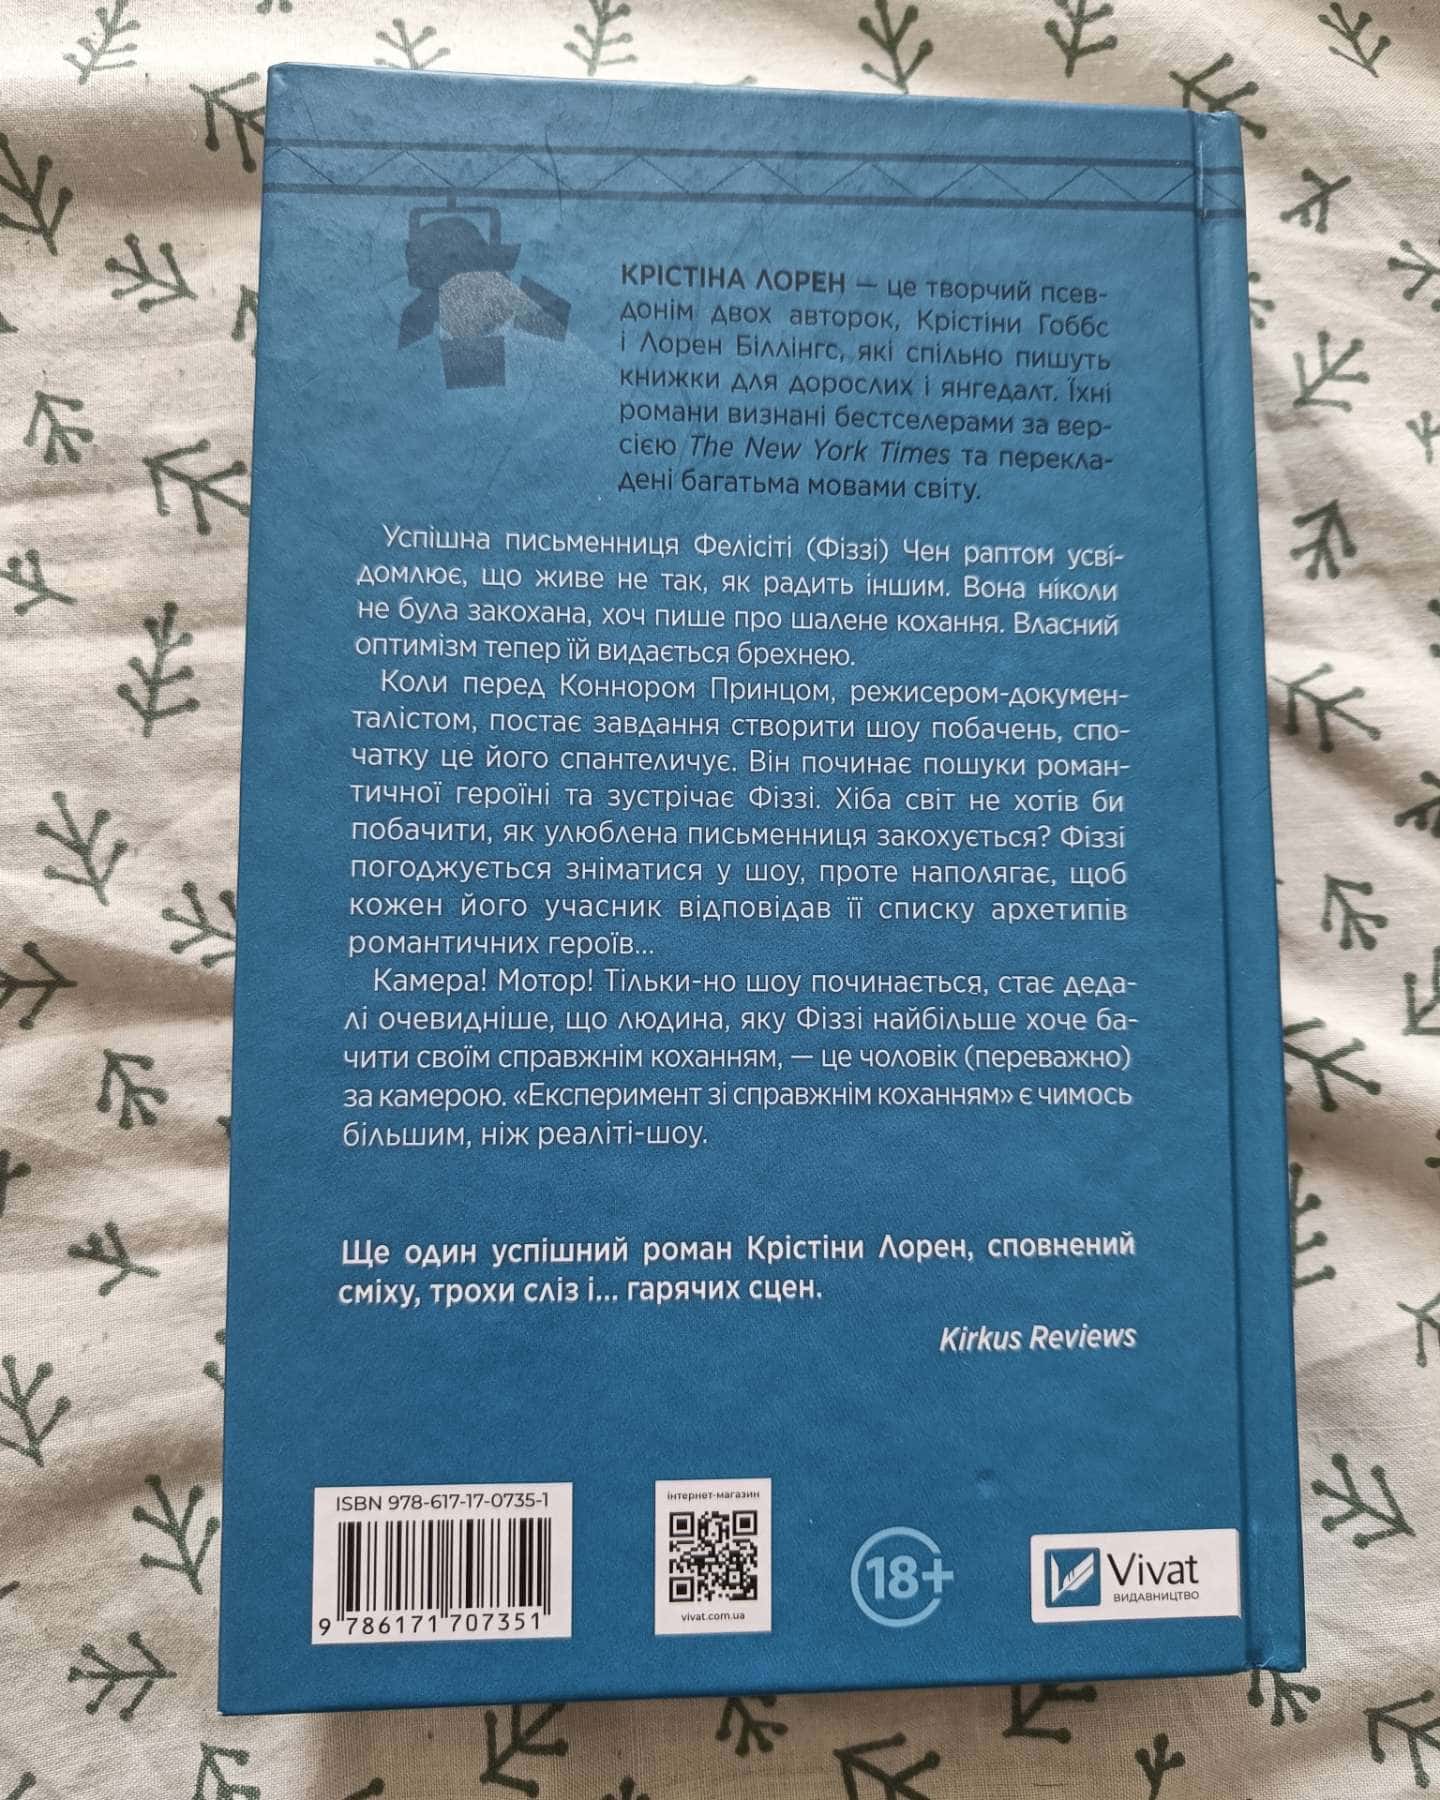 КРІСТІНА ЛОРЕН — це творчий псев-
донім двох авторок, Крістіни Гоббс
і Лорен Біллінгс, які спільно пишуть
книжки для дорослих і янгедалт. Їхні
романи визнані бестселерами за вер-
сією The New York Times та перекла-
дені багатьма мовами світу.
Успішна письменниця Фелісіті (Фіззі) Чен раптом усві-
домлює, що живе не так, як радить іншим. Вона ніколи
не була закохана, хоч пише про шалене кохання. Власний
оптимізм тепер їй видається брехнею.
Коли перед Коннором Принцом, режисером-докумен-
талістом, постає завдання створити шоу побачень, спо-
чатку це його спантеличує. Він починає пошуки роман-
тичної героїні та зустрічає Фіззі. Хіба світ не хотів би
побачити, як улюблена письменниця закохується? Фіззі
погоджується зніматися у шоу, проте наполягає, щоб
кожен його учасник відповідав її списку архетипів
романтичних героїв...
Камера! Мотор! Тільки-но шоу починається, стає деда-
лі очевидніше, що людина, яку Фіззі найбільше хоче ба-
чити своїм справжнім коханням, — це чоловік (переважно)
за камерою. «Експеримент зі справжнім коханням» є чимось
більшим, ніж реаліті-шоу.
Ще один успішний роман Крістіни Лорен, сповнений
сміху, трохи сліз і... гарячих сцен.
Kirkus Reviews
ISBN 978-617-17-0735-1
9 786171 707351
інтернет-магазин
vivat.com.ua
18+
Vivat
ВИДАВНИЦТВО